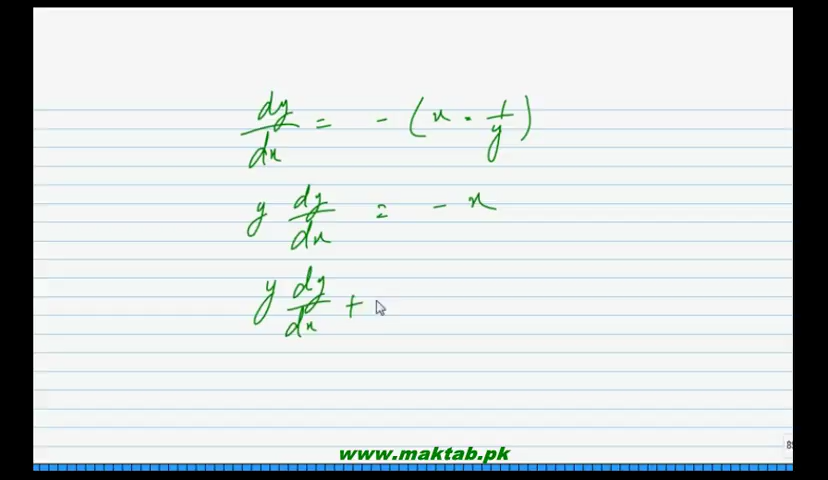 dy/dx = - (x . 1/y)
y dy/dx = - x
y dy/dx +
www.maktab.pk